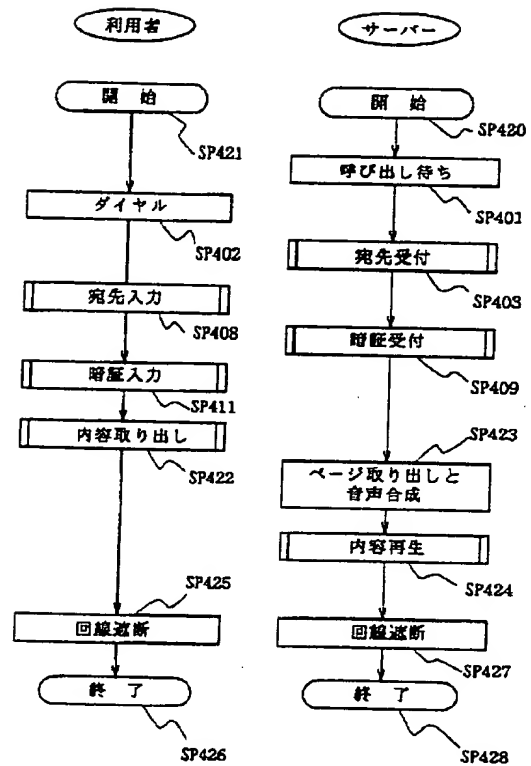 利用者
開始
SP421
ダイヤル
SP402
宛先入力
SP408
暗証入力
SP411
内容取り出し
SP422
SP425
回線遮断
終了
SP426
サーバー
開始
SP420
呼び出し待ち
SP401
宛先受付
SP403
暗証受付
SP409
SP423
ページ取り出しと
音声合成
内容再生
SP424
回線遮断
SP427
終了
SP428